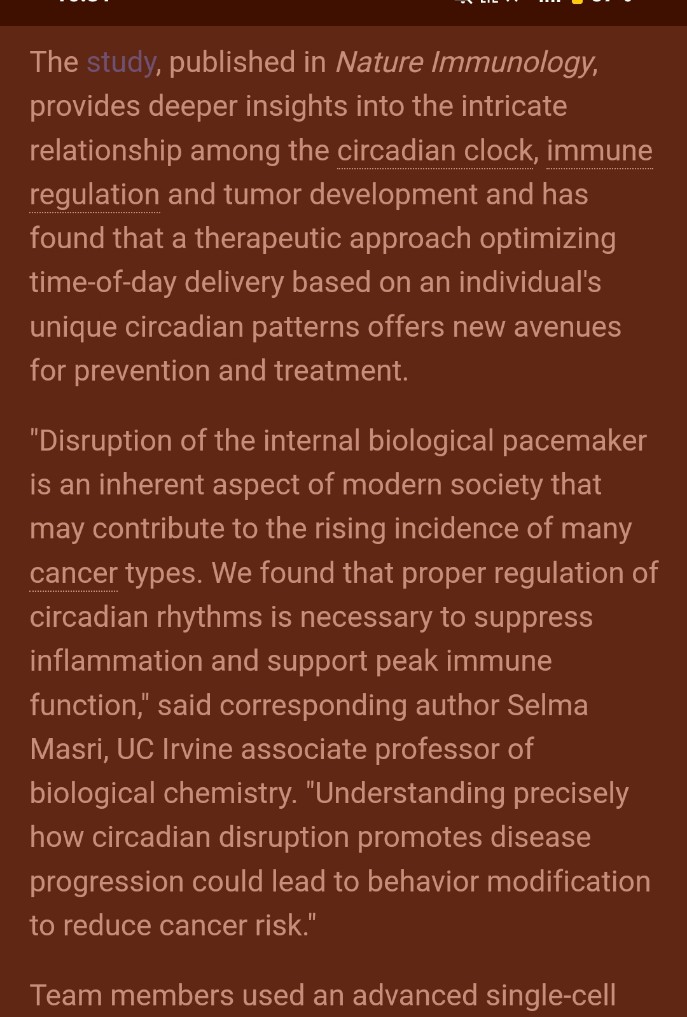 The study, published in Nature Immunology,
provides deeper insights into the intricate
relationship among the circadian clock, immune
regulation and tumor development and has
found that a therapeutic approach optimizing
time-of-day delivery based on an individual's
unique circadian patterns offers new avenues
for prevention and treatment.
"Disruption of the internal biological pacemaker
is an inherent aspect of modern society that
may contribute to the rising incidence of many
cancer types. We found that proper regulation of
circadian rhythms is necessary to suppress
inflammation and support peak immune
function," said corresponding author Selma
Masri, UC Irvine associate professor of
biological chemistry. "Understanding precisely
how circadian disruption promotes disease
progression could lead to behavior modification
to reduce cancer risk."
Team members used an advanced single-cell